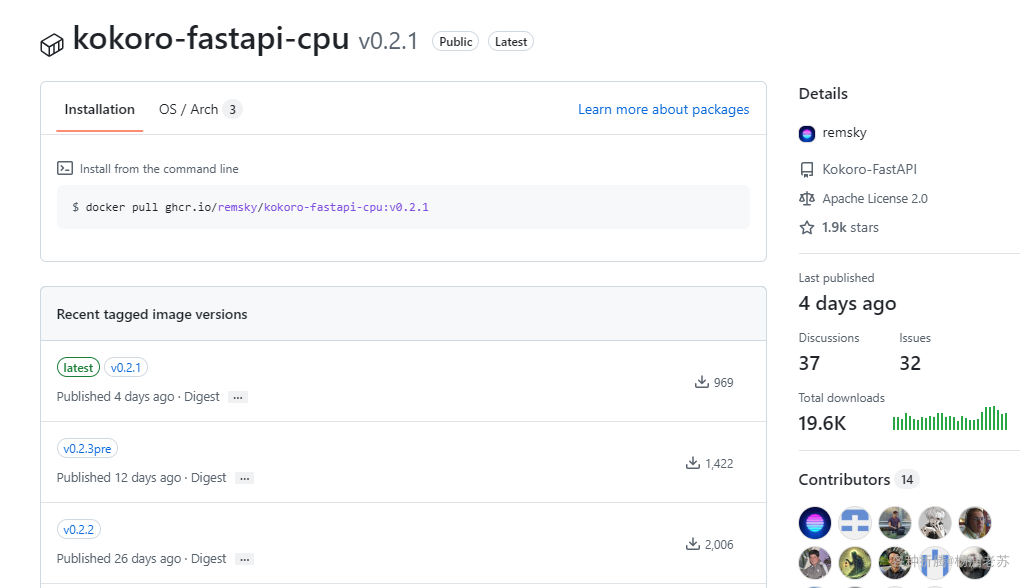 kokoro-fastapi-cpu v0.2.1 Public Latest
Installation OS / Arch 3 Learn more about packages
Install from the command line
$ docker pull ghcr.io/remsky/kokoro-fastapi-cpu:v0.2.1
Recent tagged image versions
latest v0.2.1
Published 4 days ago · Digest ...
969
v0.2.3pre
Published 12 days ago · Digest ...
1,422
v0.2.2
Published 26 days ago · Digest ...
2,006
Details
remsky
Kokoro-FastAPI
Apache License 2.0
1.9k stars
Last published
4 days ago
Discussions Issues
37 32
Total downloads
19.6K
Contributors 14